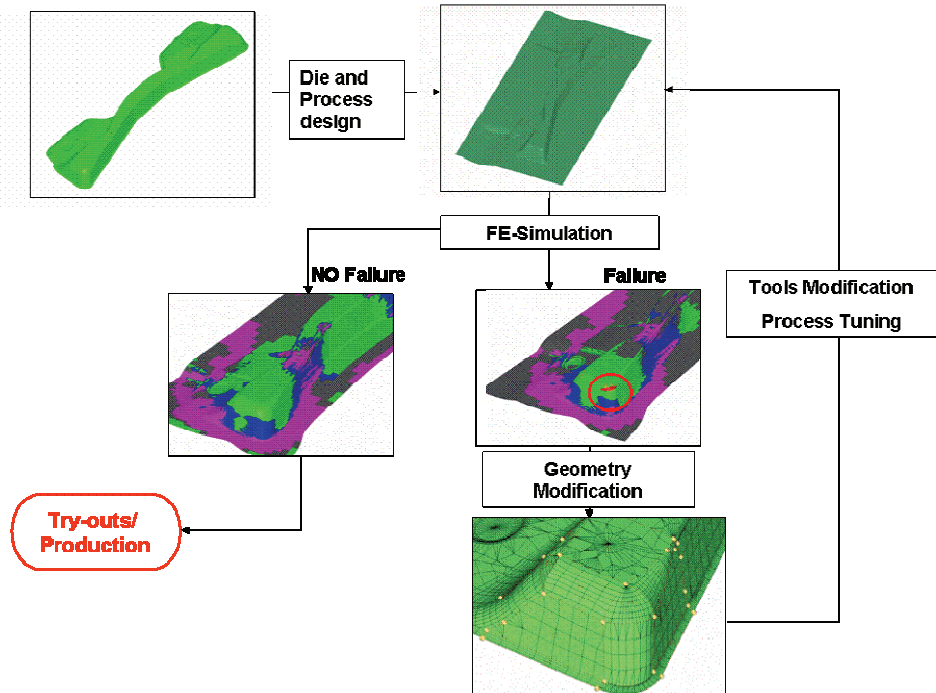 Die and
Process
design
FE-Simulation
NO Failure
Failure
Tools Modification
Process Tuning
Geometry
Modification
Try-outs/
Production